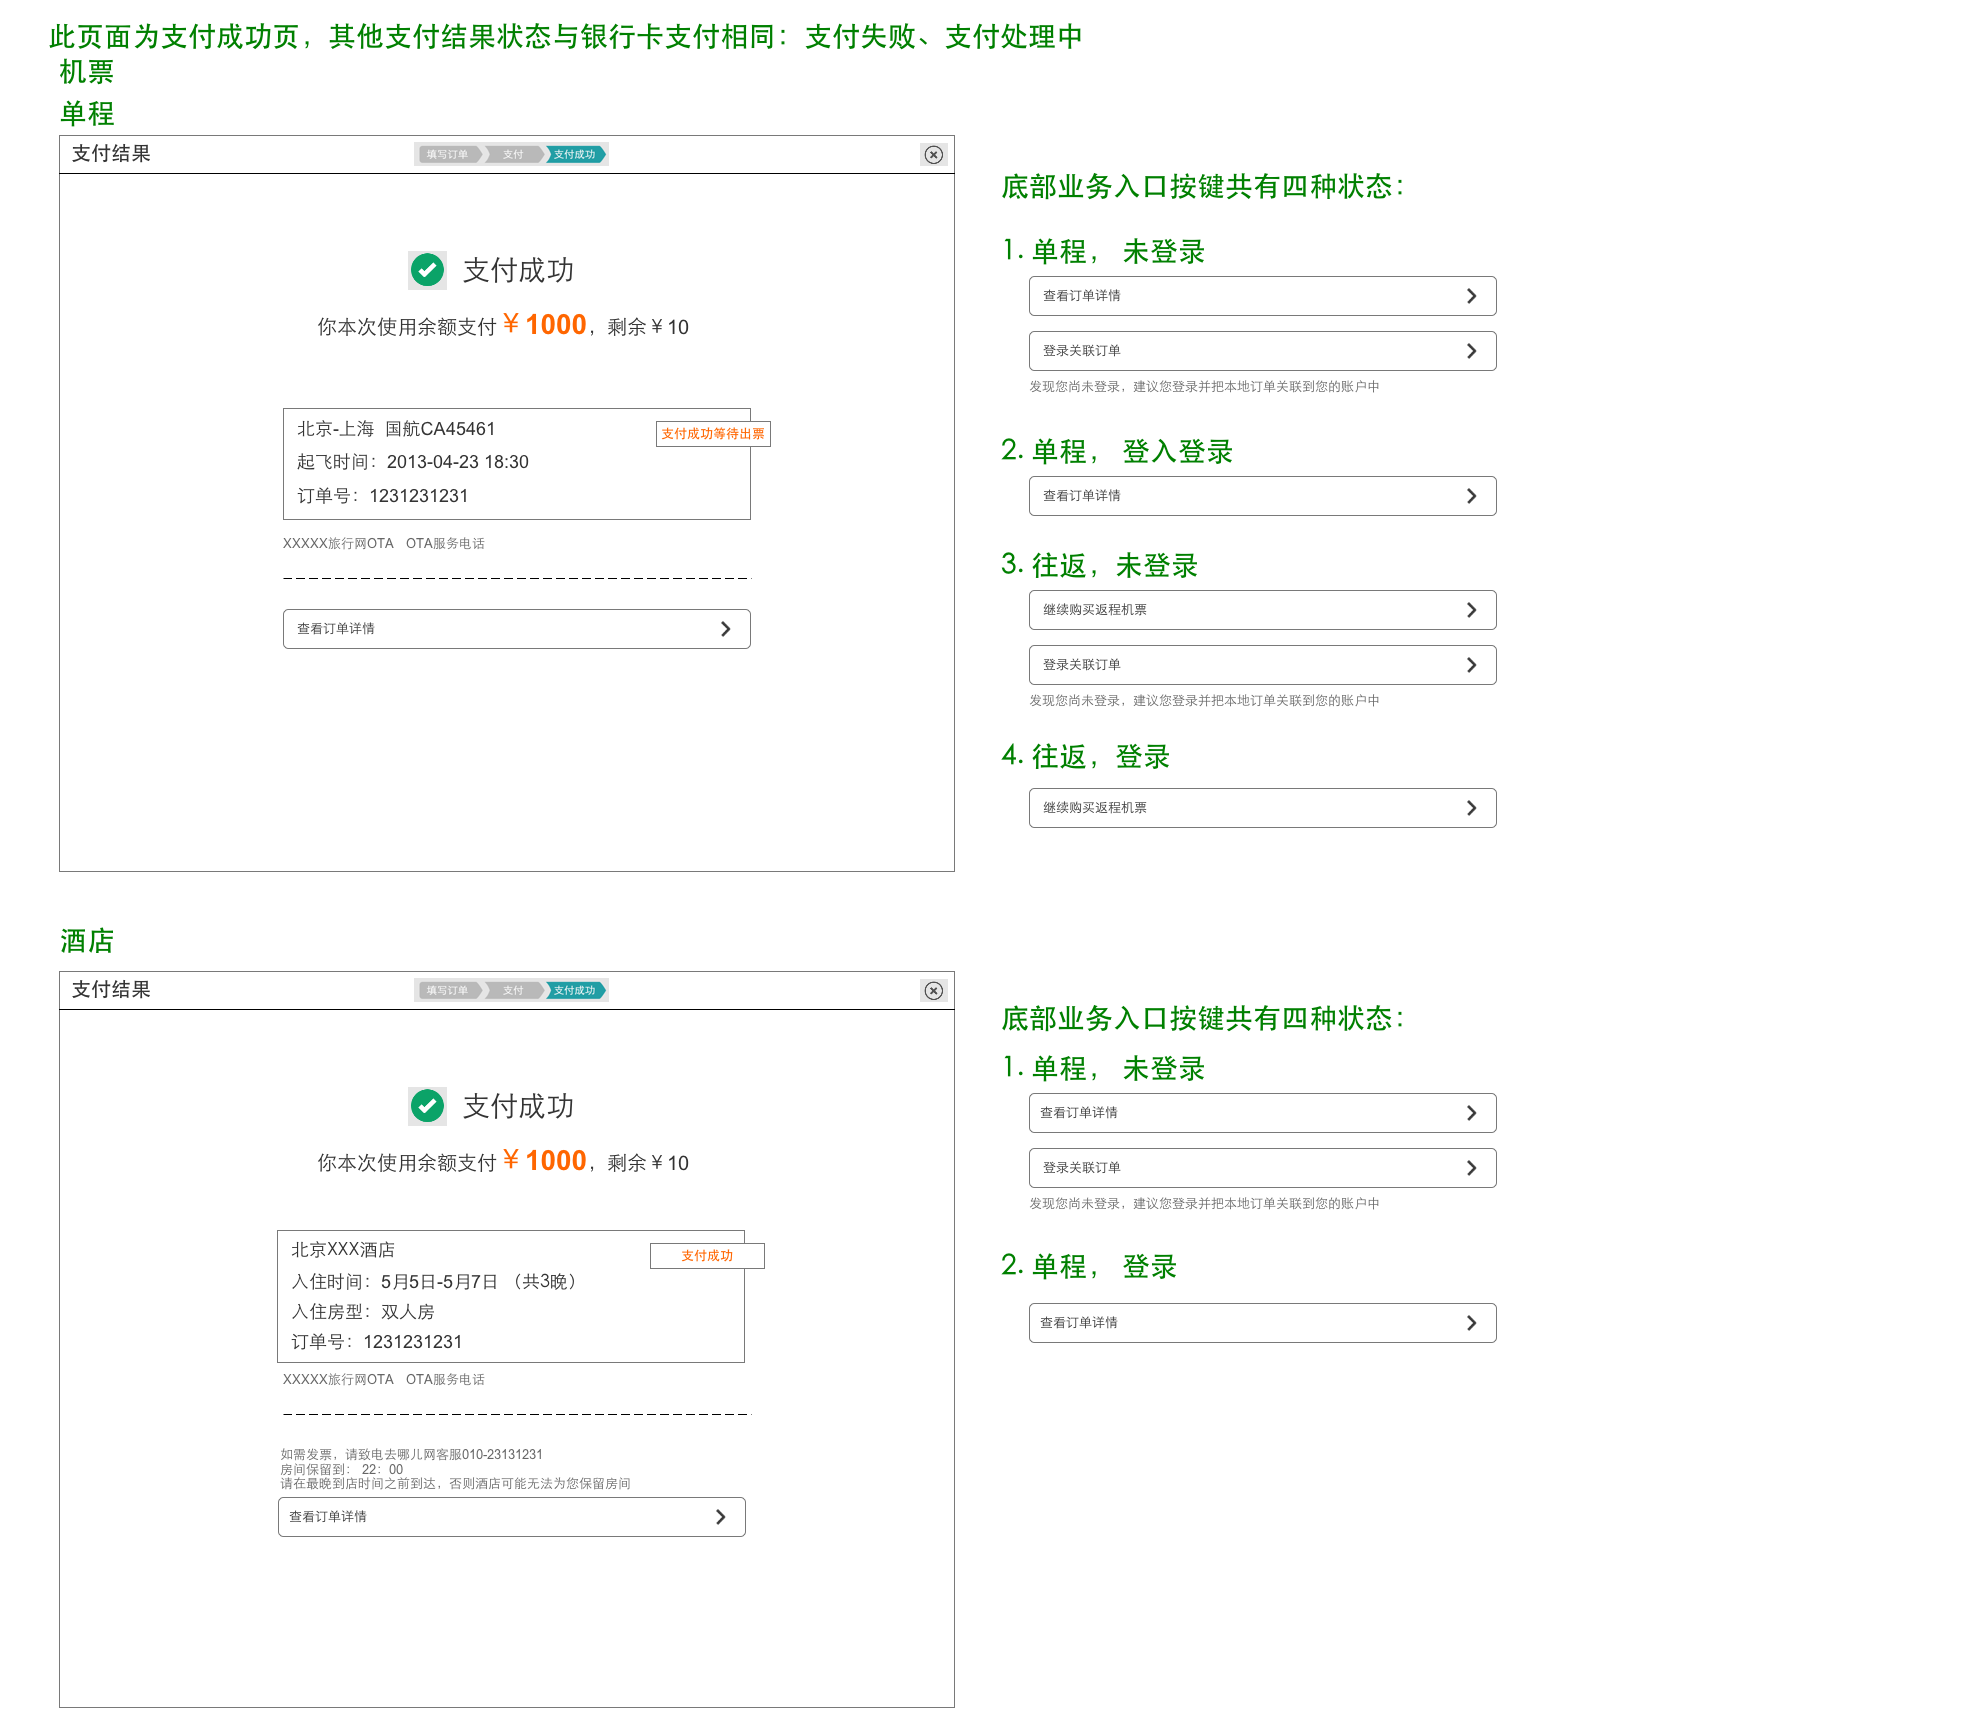 此页面为支付成功页，其他支付结果状态与银行卡支付相同：支付失败、支付处理中
机票
单程
支付结果
填写订单
支付
支付成功
支付成功
你本次使用余额支付￥1000，剩余￥10
北京-上海 国航CA45461
支付成功等待出票
起飞时间：2013-04-23 18:30
订单号：1231231231
XXXXX旅行网OTA OTA服务电话
查看订单详情
底部业务入口按键共有四种状态：
1. 单程， 未登录
查看订单详情
登录关联订单
发现您尚未登录，建议您登录并把本地订单关联到您的账户中
2. 单程， 登入登录
查看订单详情
3. 往返，未登录
继续购买返程机票
登录关联订单
发现您尚未登录，建议您登录并把本地订单关联到您的账户中
4. 往返，登录
继续购买返程机票
酒店
支付结果
填写订单
支付
支付成功
支付成功
你本次使用余额支付￥1000，剩余￥10
北京XXX酒店
支付成功
入住时间：5月5日-5月7日 （共3晚）
入住房型：双人房
订单号：1231231231
XXXXX旅行网OTA OTA服务电话
如需发票，请致电去哪儿网客服010-23131231
房间保留到： 22：00
请在最晚到店时间之前到达，否则酒店可能无法为您保留房间
查看订单详情
底部业务入口按键共有四种状态：
1. 单程， 未登录
查看订单详情
登录关联订单
发现您尚未登录，建议您登录并把本地订单关联到您的账户中
2. 单程， 登录
查看订单详情